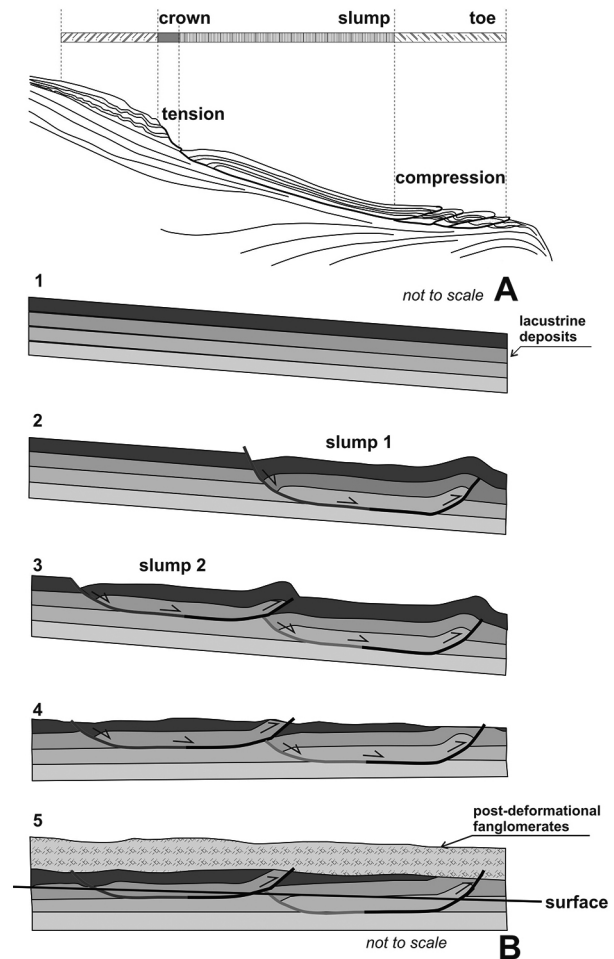 crown slump toe
tension
compression
A
not to scale
1
lacustrine
deposits
2
slump 1
3
slump 2
4
5
post-deformational
fanglomerates
surface
not to scale
B